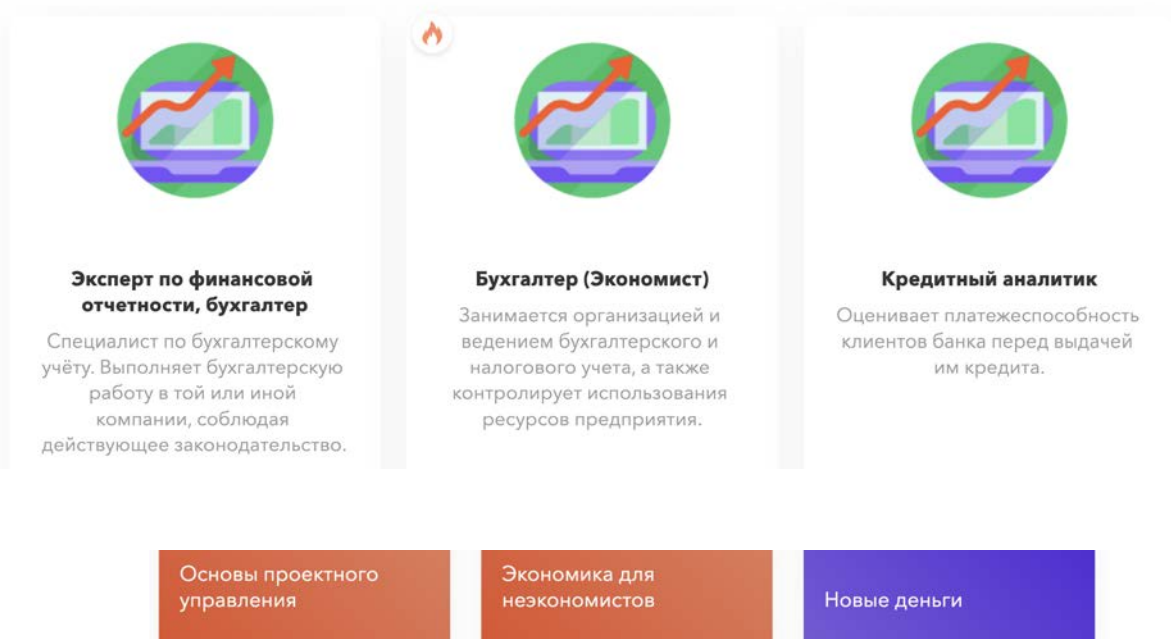 Эксперт по финансовой
отчетности, бухгалтер
Специалист по бухгалтерскому
учёту. Выполняет бухгалтерскую
работу в той или иной
компании, соблюдая
действующее законодательство.
Бухгалтер (Экономист)
Занимается организацией и
ведением бухгалтерского и
налогового учета, а также
контролирует использования
ресурсов предприятия.
Кредитный аналитик
Оценивает платежеспособность
клиентов банка перед выдачей
им кредита.
Основы проектного
управления
Экономика для
неэкономистов
Новые деньги